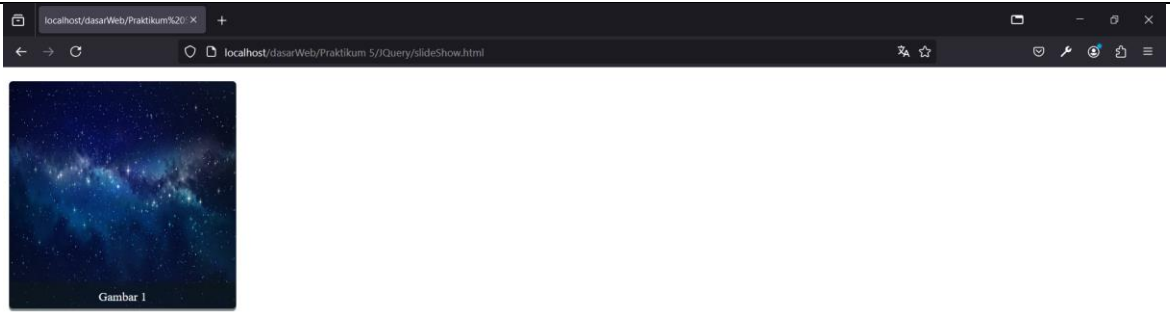 localhost/dasarWeb/Praktikum%20
localhost/dasarWeb/Praktikum 5/JQuery/slideShow.html
Gambar 1